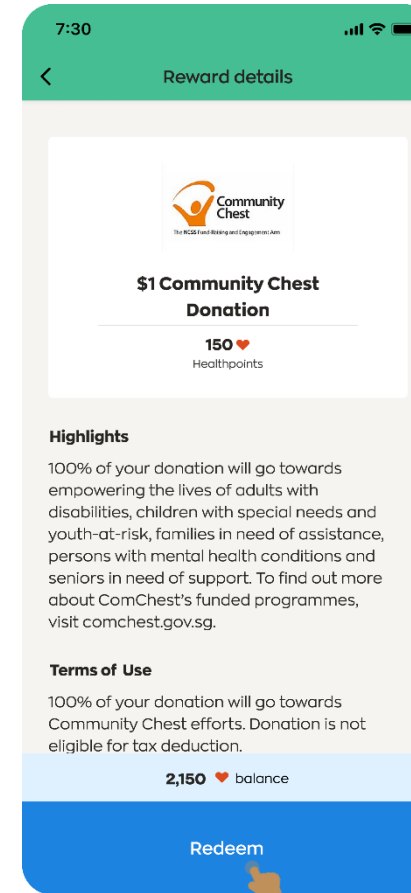 7:30
Reward details
Community
Chest
The NCSS Fund-Raising and Engagement Arm
$1 Community Chest
Donation
150
Healthpoints
Highlights
100% of your donation will go towards
empowering the lives of adults with
disabilities, children with special needs and
youth-at-risk, families in need of assistance,
persons with mental health conditions and
seniors in need of support. To find out more
about ComChest's funded programmes,
visit comchest.gov.sg.
Terms of Use
100% of your donation will go towards
Community Chest efforts. Donation is not
eligible for tax deduction.
2,150 balance
Redeem